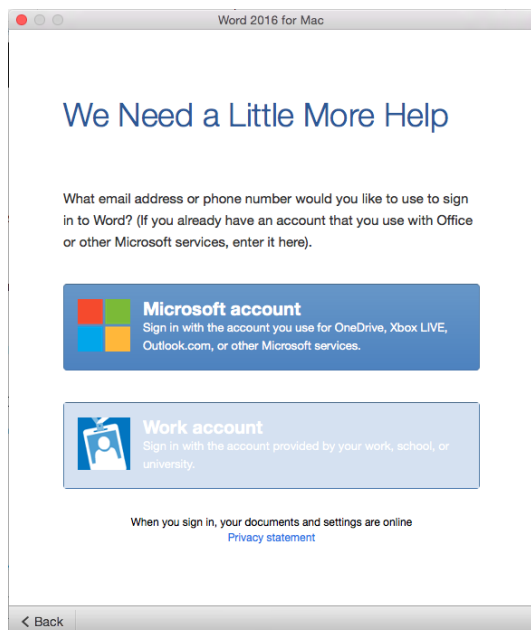 Word 2016 for Mac
We Need a Little More Help
What email address or phone number would you like to use to sign
in to Word? (If you already have an account that you use with Office
or other Microsoft services, enter it here).
Microsoft account
Sign in with the account you use for OneDrive, Xbox LIVE,
Outlook.com, or other Microsoft services.
Work account
Sign in with the account provided by your work, school, or
university.
When you sign in, your documents and settings are online
Privacy statement
Back